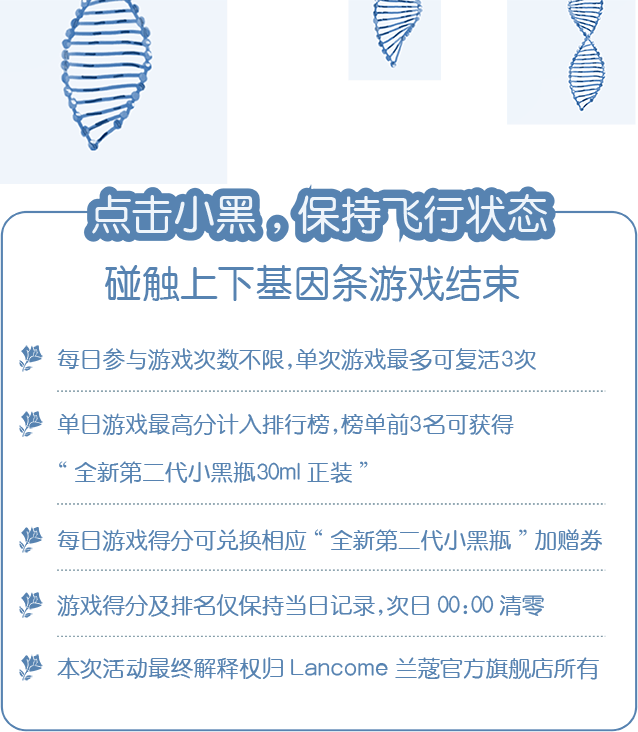 点击小黑，保持飞行状态
碰触上下基因条游戏结束
每日参与游戏次数不限,单次游戏最多可复活3次
单日游戏最高分计入排行榜,榜单前3名可获得
“全新第二代小黑瓶30ml 正装”
每日游戏得分可兑换相应“全新第二代小黑瓶”加赠券
游戏得分及排名仅保持当日记录,次日 00:00 清零
本次活动最终解释权归 Lancome 兰蔻官方旗舰店所有